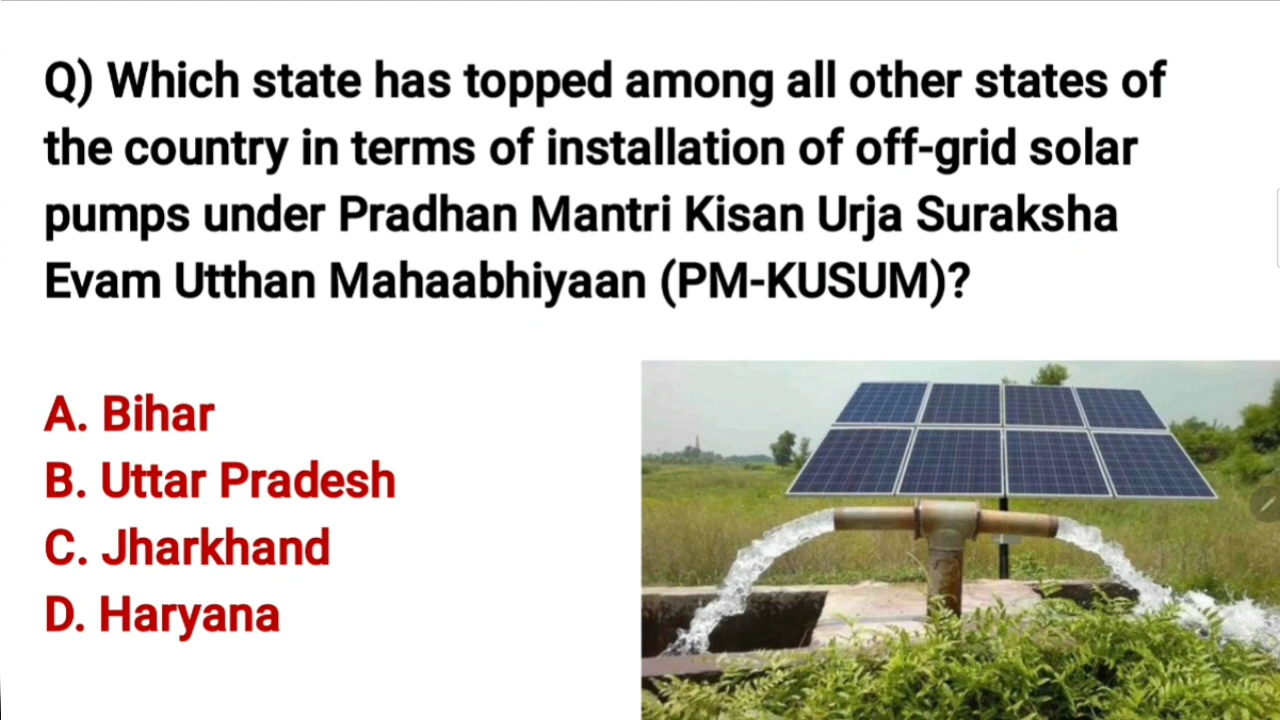 Q) Which state has topped among all other states of
the country in terms of installation of off-grid solar
pumps under Pradhan Mantri Kisan Urja Suraksha
Evam Utthan Mahaabhiyaan (PM-KUSUM)?
A. Bihar
B. Uttar Pradesh
C. Jharkhand
D. Haryana